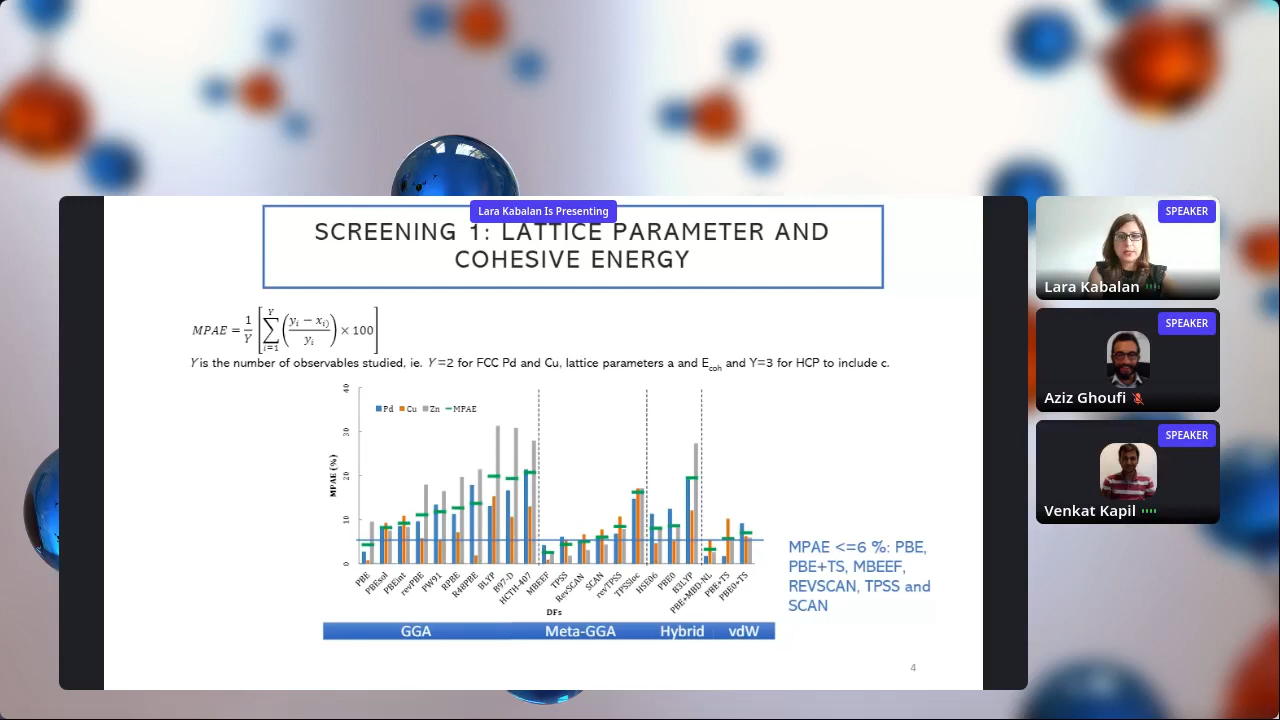 Lara Kabalan Is Presenting
SCREENING 1: LATTICE PARAMETER AND
COHESIVE ENERGY
MPAE = 1/Y [∑_{i=1}^{Y} ((y_i − x_i)/y_i) × 100]
Y is the number of observables studied, ie. Y=2 for FCC Pd and Cu, lattice parameters a and E_coh and Y=3 for HCP to include c.
Pd Cu Zn MPAE
MPAE (%)
40
30
20
10
0
PBE PBEsol PBEint revPBE PW91 RPBE R48PBE BLYP B97-D HCTH-407 MBEEF TPSS RevSCAN SCAN revTPSS TPSSloc HSE06 PBE0 B3LYP PBE+MBD-NL PBE+TS PBE0+TS
DFs
GGA Meta-GGA Hybrid vdW
MPAE <=6 %: PBE,
PBE+TS, MBEEF,
REVSCAN, TPSS and
SCAN
4
SPEAKER
Lara Kabalan
SPEAKER
Aziz Ghoufi
SPEAKER
Venkat Kapil